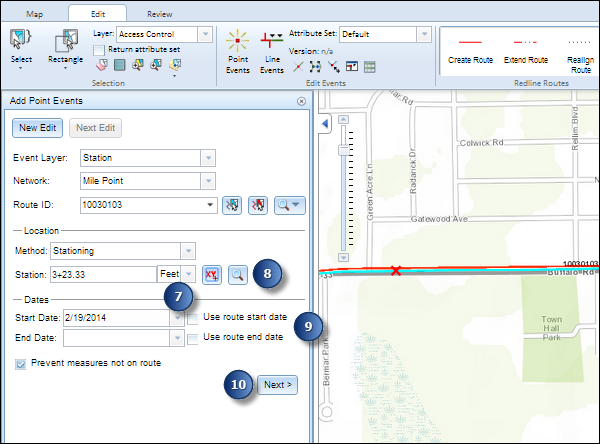 Map Edit Review
Layer: Access Control
Return attribute set
Select Rectangle
Selection
Point Events
Line Events
Attribute Set: Default
Version: n/a
Edit Events
Create Route Extend Route Realign Route
Redline Routes
Add Point Events
New Edit Next Edit
Event Layer: Station
Network: Mile Point
Route ID: 10030103
Location
Method: Stationing
Station: 3+23.33 Feet
XY
8
7
Dates
Start Date: 2/19/2014 Use route start date
9
End Date: Use route end date
Prevent measures not on route
10 Next >
Colwick Rd
Rellim Blvd
Radarick Dr
Green Acre Ln
Gatewood Ave
10030103
Buffalo Rd
Town Hall Park
Bermar Park